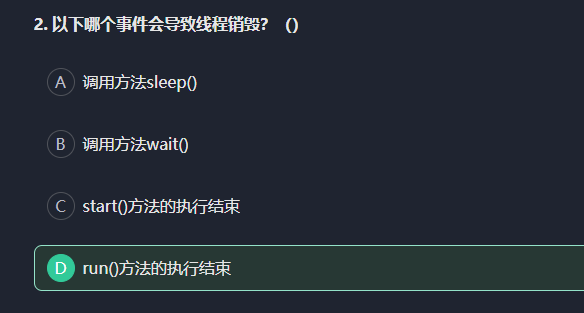 2. 以下哪个事件会导致线程销毁? ()
A 调用方法sleep()
B 调用方法wait()
C start()方法的执行结束
D run()方法的执行结束